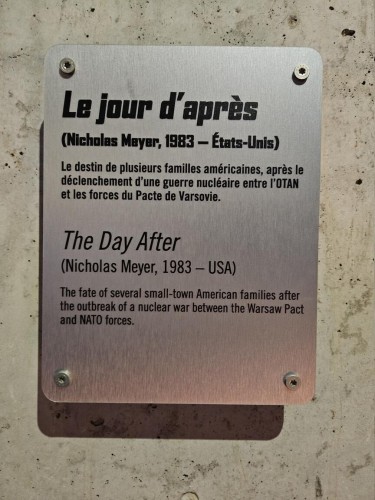 Le jour d'après
(Nicholas Meyer, 1983 – États-Unis)
Le destin de plusieurs familles américaines, après le
déclenchement d'une guerre nucléaire entre l'OTAN
et les forces du Pacte de Varsovie.
The Day After
(Nicholas Meyer, 1983 – USA)
The fate of several small-town American families after
the outbreak of a nuclear war between the Warsaw Pact
and NATO forces.